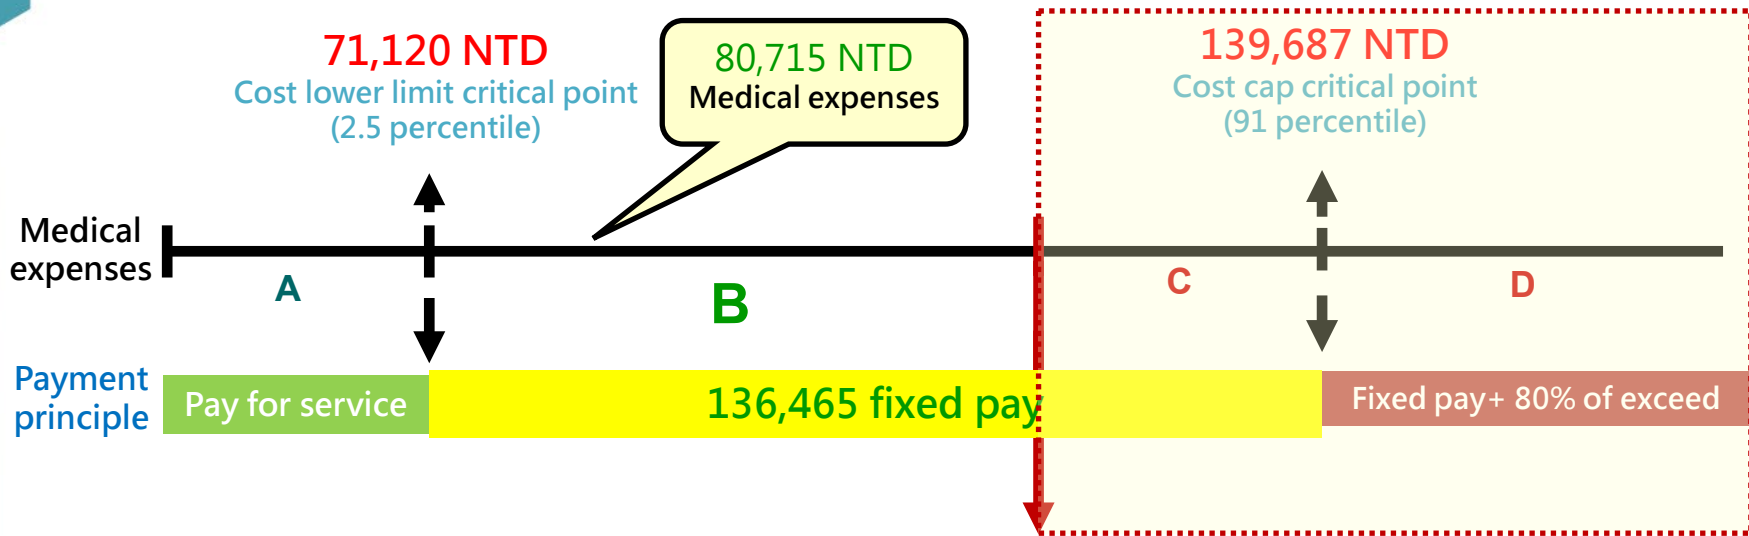 71,120 NTD
Cost lower limit critical point
(2.5 percentile)
80,715 NTD
Medical expenses
139,687 NTD
Cost cap critical point
(91 percentile)
Medical
expenses
A
B
C
D
Payment
principle
Pay for service
136,465 fixed pay
Fixed pay+ 80% of exceed